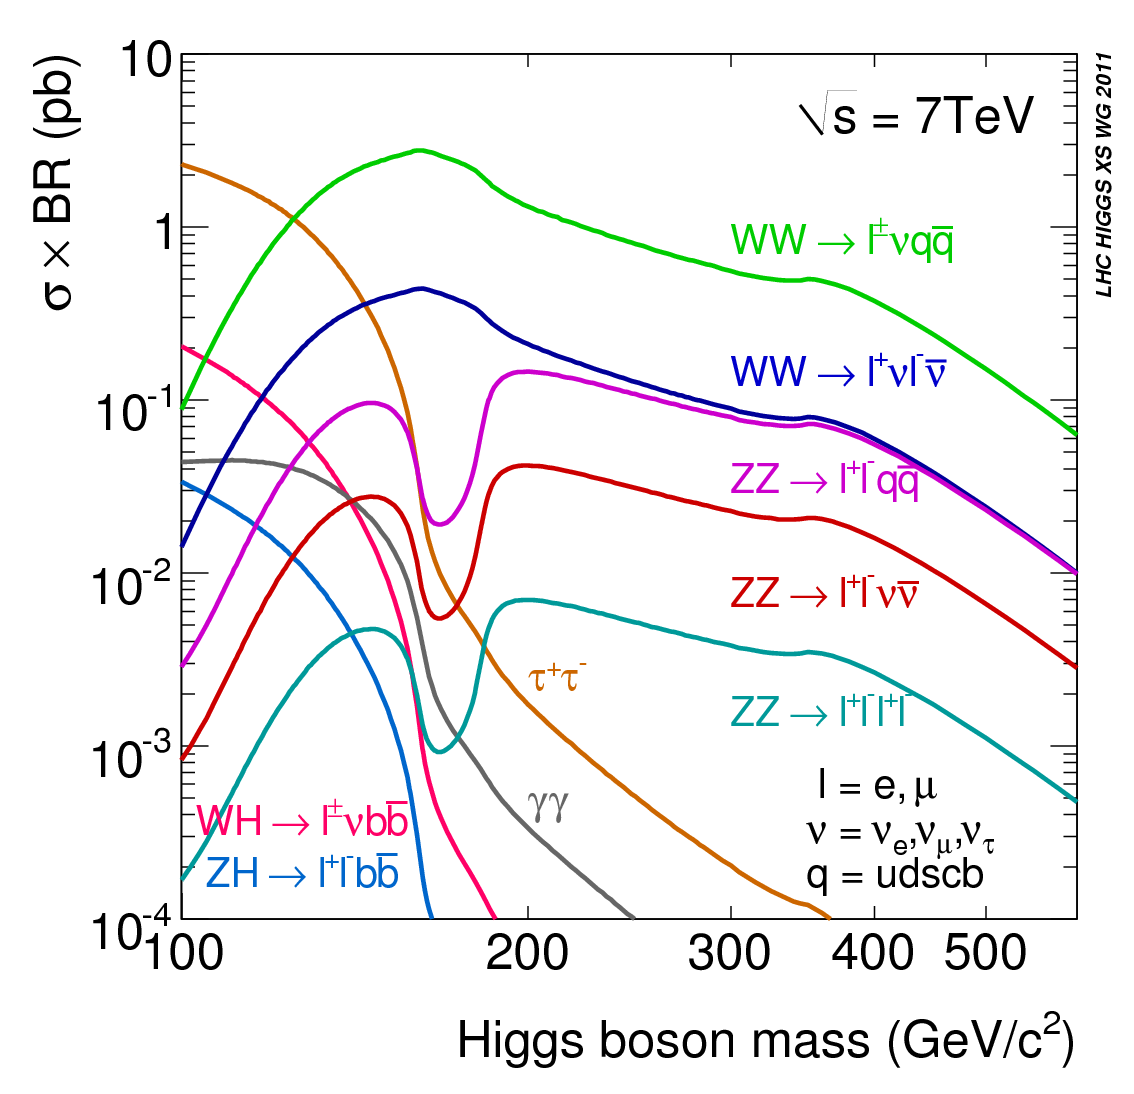 σ × BR (pb)
10
1
10⁻¹
10⁻²
10⁻³
10⁻⁴
√s = 7TeV
LHC HIGGS XS WG 2011
WW → l±νqq̅
WW → l⁺νl⁻ν̅
ZZ → l⁺l⁻qq̅
ZZ → l⁺l⁻νν̅
τ⁺τ⁻
ZZ → l⁺l⁻l⁺l⁻
γγ
WH → l±νbb̅
ZH → l⁺l⁻bb̅
l = e, μ
ν = νₑ,ν_μ,ν_τ
q = udscb
100 200 300 400 500
Higgs boson mass (GeV/c²)